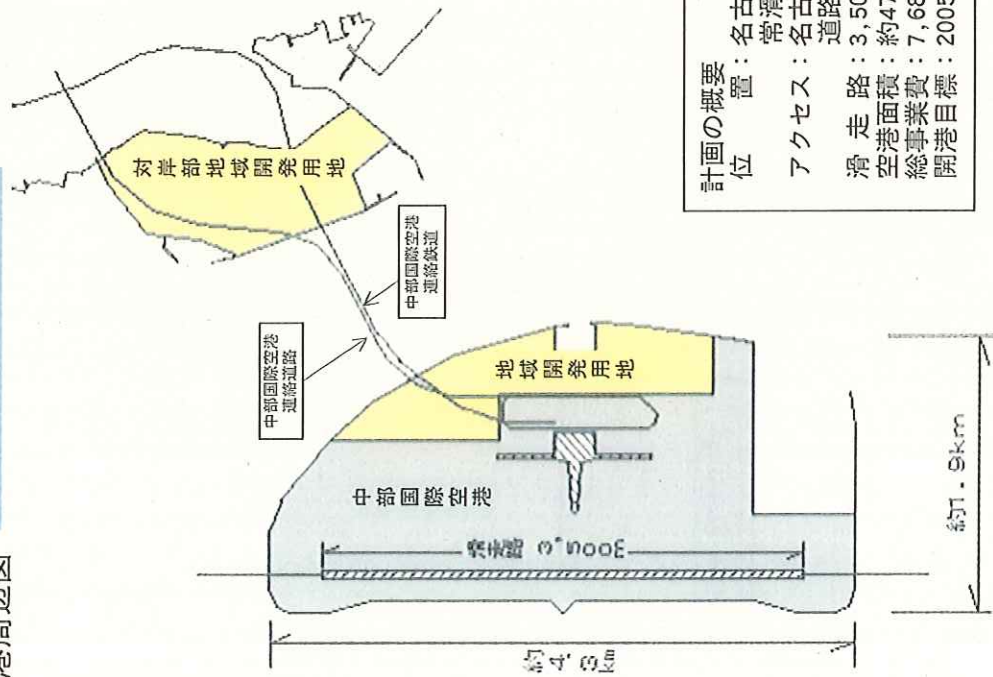 港周辺図
対岸部地域開発用地
中部国際空港
連絡鉄道
中部国際空港
連絡道路
地域開発用地
中部国際空港
滑走路 3,500m
約4.3km
約1.9km
計画の概要
位　　置：名古
常滑
アクセス：名古
道路
滑 走 路：3,50
空港面積：約47
総事業費：7,68
開港目標：2005